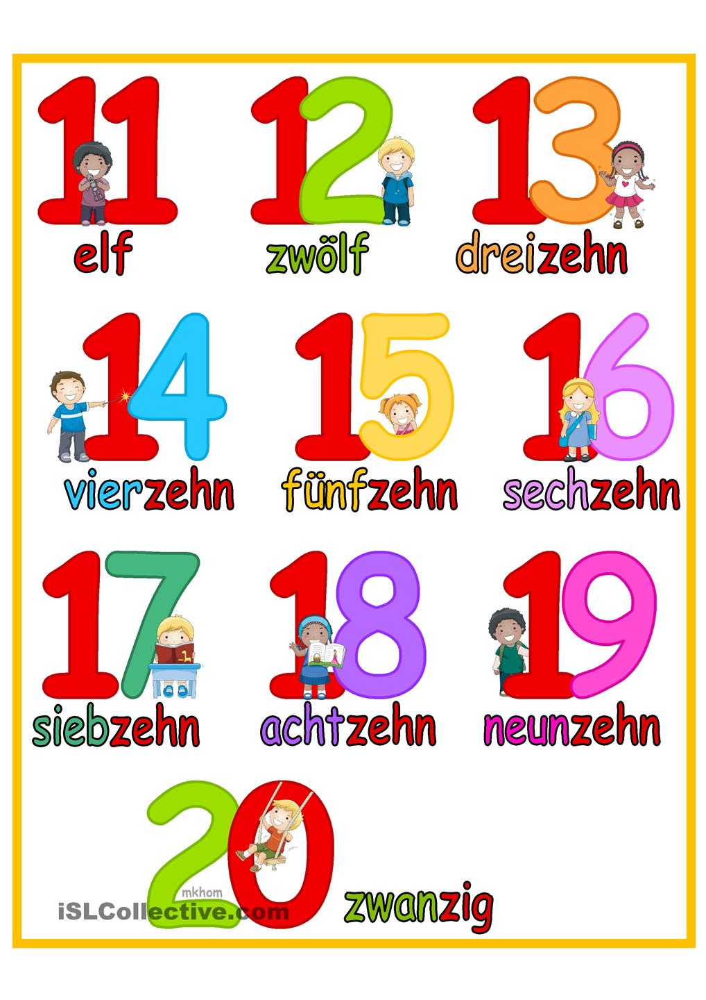 11 12 13
elf zwölf dreizehn
14 15 16
vierzehn fünfzehn sechzehn
17 18 19
siebzehn achtzehn neunzehn
20
mkhom
iSLCollective.com
zwanzig